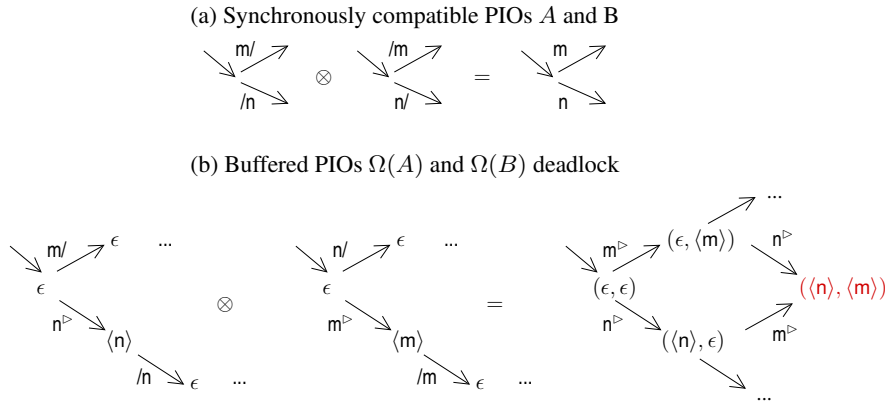 (a) Synchronously compatible PIOs A and B
m/ /m m
⊗ =
/n n/ n
(b) Buffered PIOs Ω(A) and Ω(B) deadlock
...
m/ ϵ ... n/ ϵ ... m▷ (ϵ, ⟨m⟩) n▷
ϵ ⊗ ϵ = (ϵ, ϵ) (⟨n⟩, ⟨m⟩)
n▷ ⟨n⟩ m▷ ⟨m⟩ n▷ (⟨n⟩, ϵ) m▷
/n ϵ ... /m ϵ ... ...